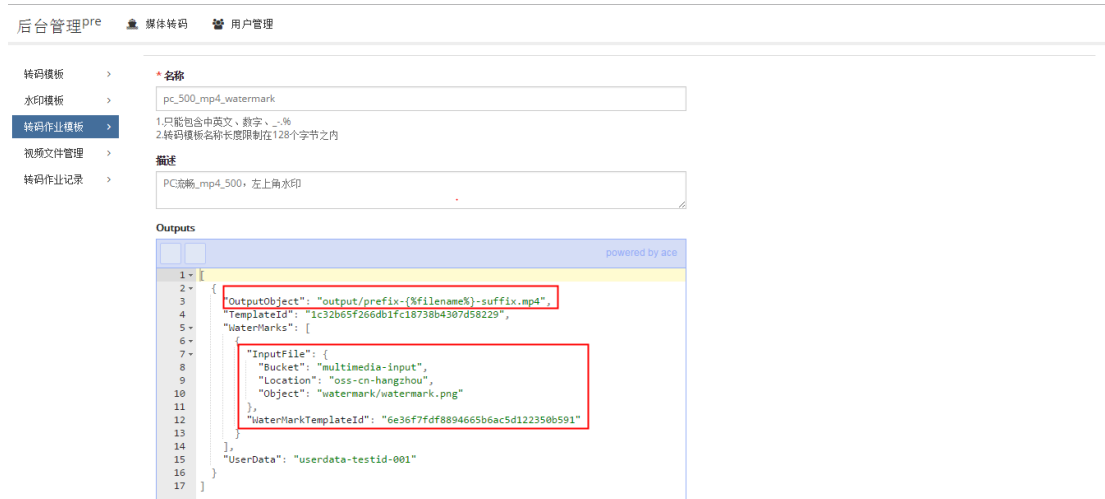 后台管理pre 媒体转码 用户管理
转码模板
水印模板
转码作业模板
视频文件管理
转码作业记录
* 名称
pc_500_mp4_watermark
1.只能包含中英文、数字、_-.%
2.转码模板名称长度限制在128个字节之内
描述
PC流畅_mp4_500，左上角水印
Outputs
powered by ace
1 [
2 {
3 "OutputObject": "output/prefix-{%filename%}-suffix.mp4",
4 "TemplateId": "1c32b65f266db1fc18738b4307d58229",
5 "WaterMarks": [
6 {
7 "InputFile": {
8 "Bucket": "multimedia-input",
9 "Location": "oss-cn-hangzhou",
10 "Object": "watermark/watermark.png"
11 },
12 "WaterMarkTemplateId": "6e36f7fdf8894665b6ac5d122350b591"
13 }
14 ],
15 "UserData": "userdata-testid-001"
16 }
17 ]